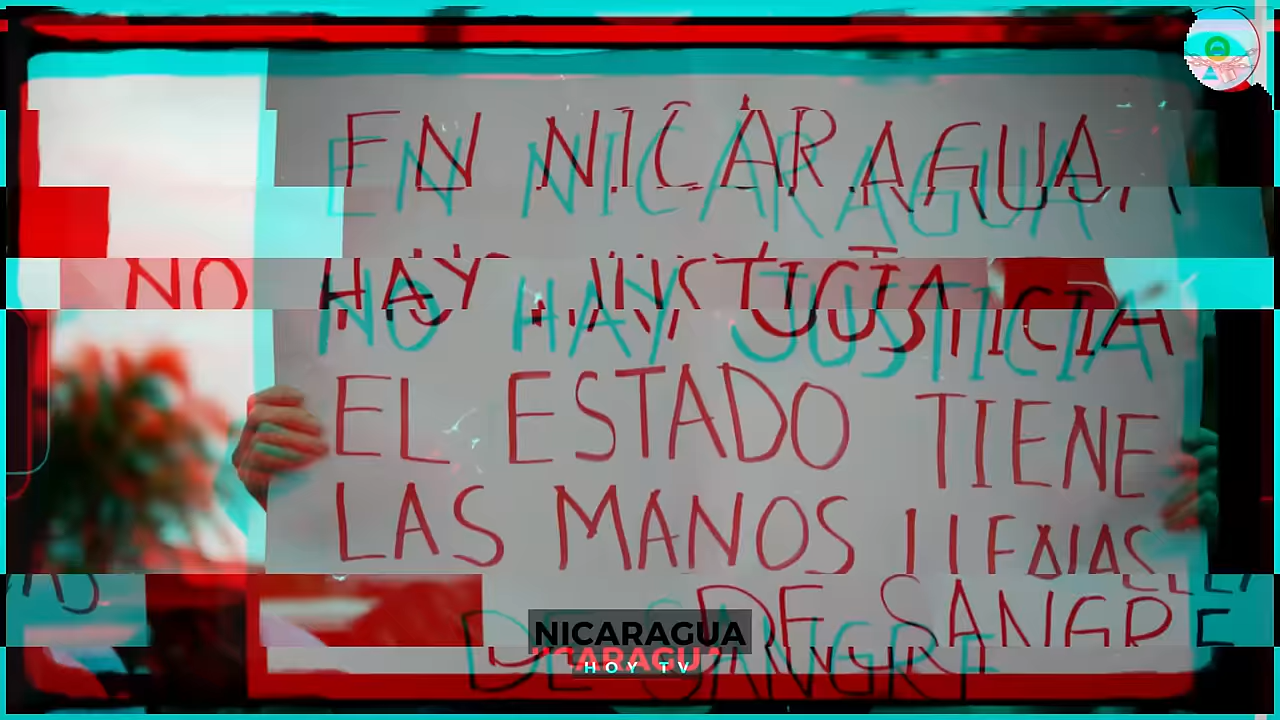 EN NICARAGUA
NO HAY JUSTICIA
EL ESTADO TIENE
LAS MANOS LLENAS
DE SANGRE
NICARAGUA
HOY TV